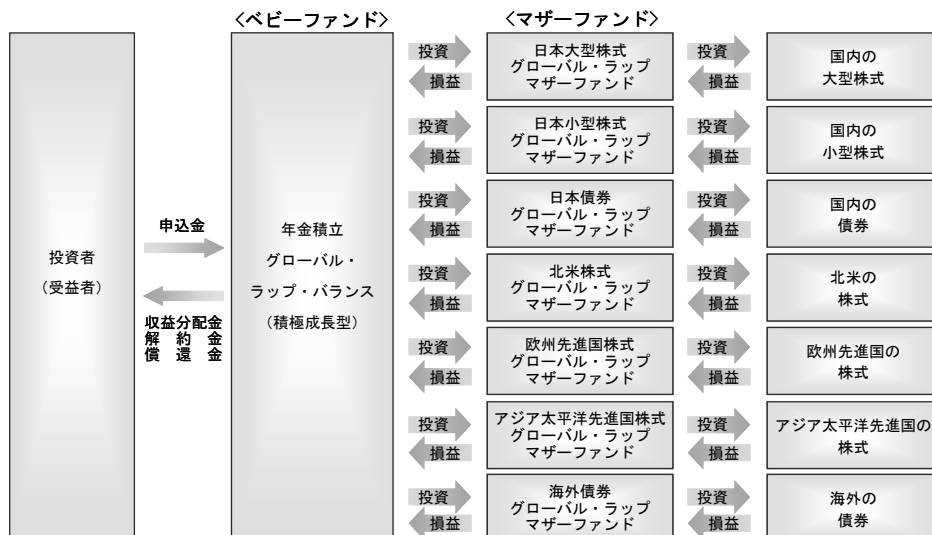 <ベビーファンド>
<マザーファンド>
投資者
（受益者）
申込金
収益分配金
解約金
償還金
年金積立
グローバル・
ラップ・バランス
（積極成長型）
投資
損益
日本大型株式
グローバル・ラップ
マザーファンド
投資
損益
国内の
大型株式
投資
損益
日本小型株式
グローバル・ラップ
マザーファンド
投資
損益
国内の
小型株式
投資
損益
日本債券
グローバル・ラップ
マザーファンド
投資
損益
国内の
債券
投資
損益
北米株式
グローバル・ラップ
マザーファンド
投資
損益
北米の
株式
投資
損益
欧州先進国株式
グローバル・ラップ
マザーファンド
投資
損益
欧州先進国の
株式
投資
損益
アジア太平洋先進国株式
グローバル・ラップ
マザーファンド
投資
損益
アジア太平洋先進国の
株式
投資
損益
海外債券
グローバル・ラップ
マザーファンド
投資
損益
海外の
債券